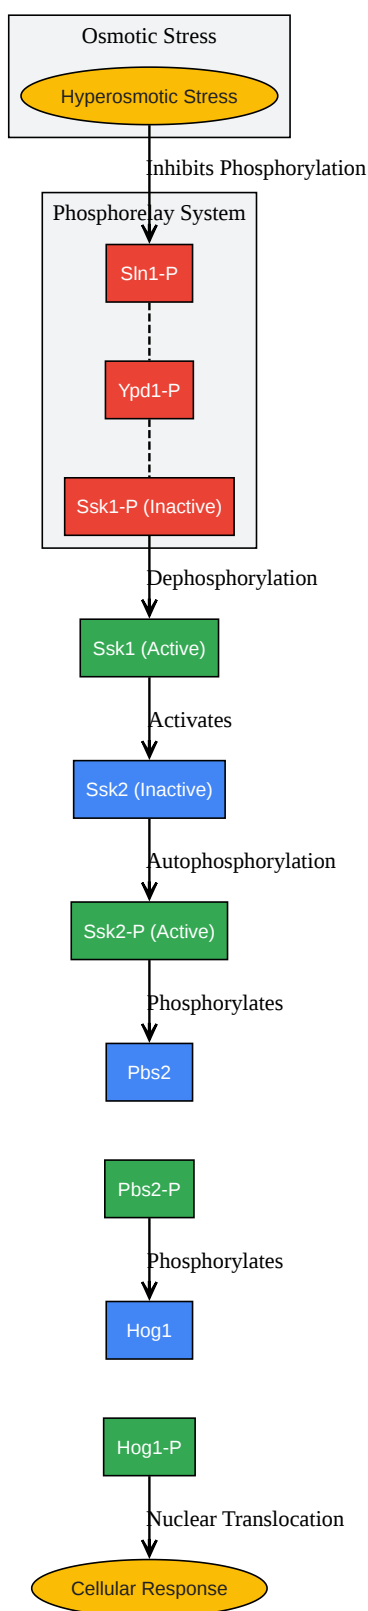 Osmotic Stress
Hyperosmotic Stress
Inhibits Phosphorylation
Phosphorelay System
Sln1-P
Ypd1-P
Ssk1-P (Inactive)
Dephosphorylation
Ssk1 (Active)
Activates
Ssk2 (Inactive)
Autophosphorylation
Ssk2-P (Active)
Phosphorylates
Pbs2
Pbs2-P
Phosphorylates
Hog1
Hog1-P
Nuclear Translocation
Cellular Response